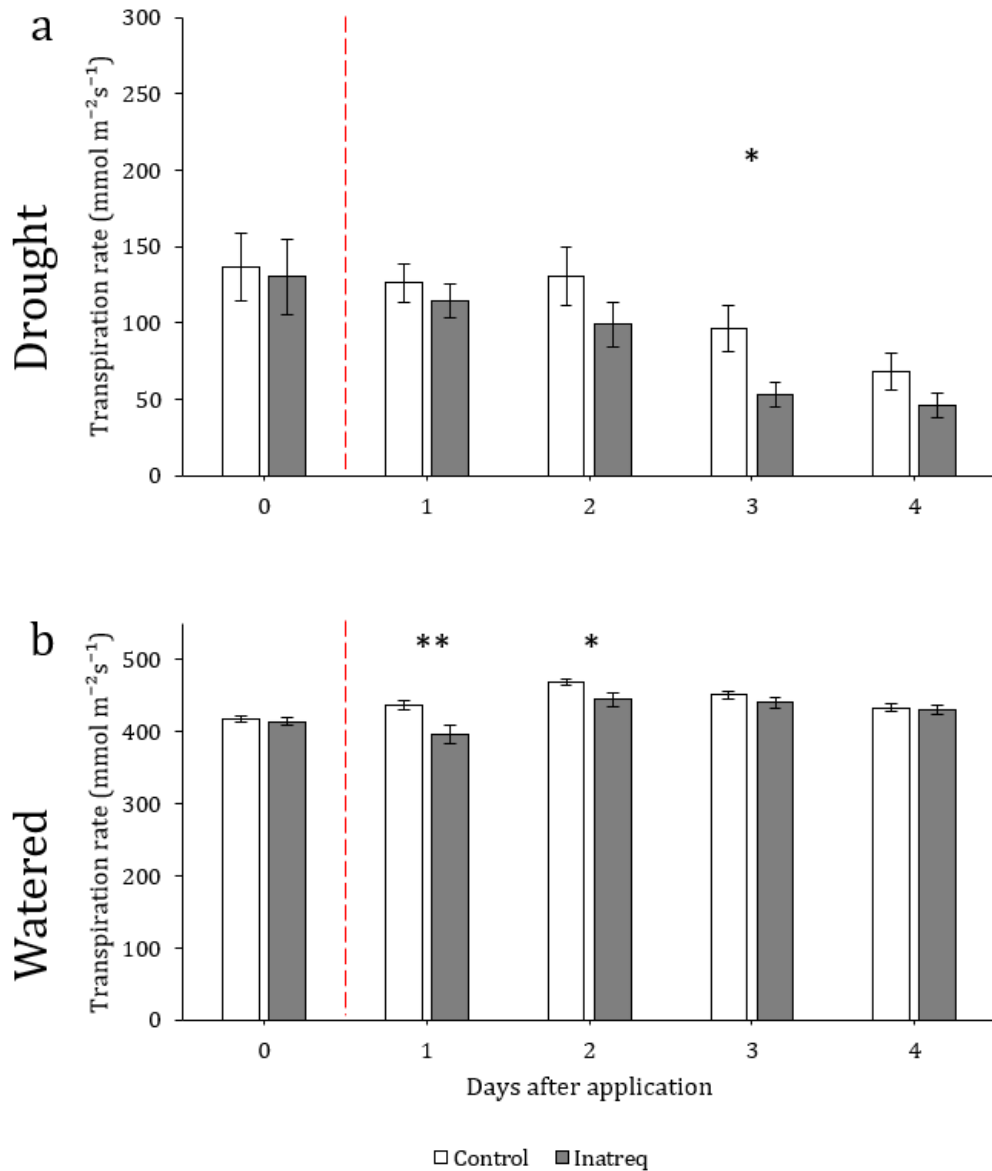 a
Drought
Transpiration rate (mmol m⁻²s⁻¹)
300
250
200
150
100
50
0
*
0 1 2 3 4
b
Watered
Transpiration rate (mmol m⁻²s⁻¹)
500
400
300
200
100
0
** *
0 1 2 3 4
Days after application
Control Inatreq